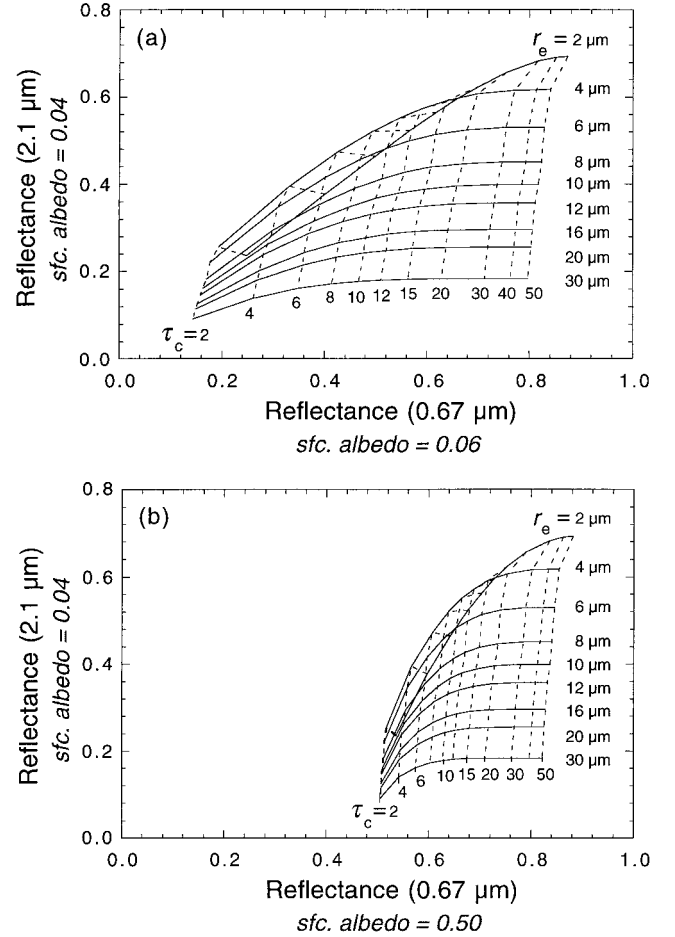 (a)
r_e = 2 µm
4 µm
6 µm
8 µm
10 µm
12 µm
16 µm
20 µm
30 µm
τ_c=2
4
6
8
10
12
15
20
30
40
50
0.8
0.6
0.4
0.2
0.0
Reflectance (2.1 µm)
sfc. albedo = 0.04
0.0 0.2 0.4 0.6 0.8 1.0
Reflectance (0.67 µm)
sfc. albedo = 0.06
(b)
r_e = 2 µm
4 µm
6 µm
8 µm
10 µm
12 µm
16 µm
20 µm
30 µm
τ_c=2
4
6
10
15
20
30
50
0.8
0.6
0.4
0.2
0.0
Reflectance (2.1 µm)
sfc. albedo = 0.04
0.0 0.2 0.4 0.6 0.8 1.0
Reflectance (0.67 µm)
sfc. albedo = 0.50